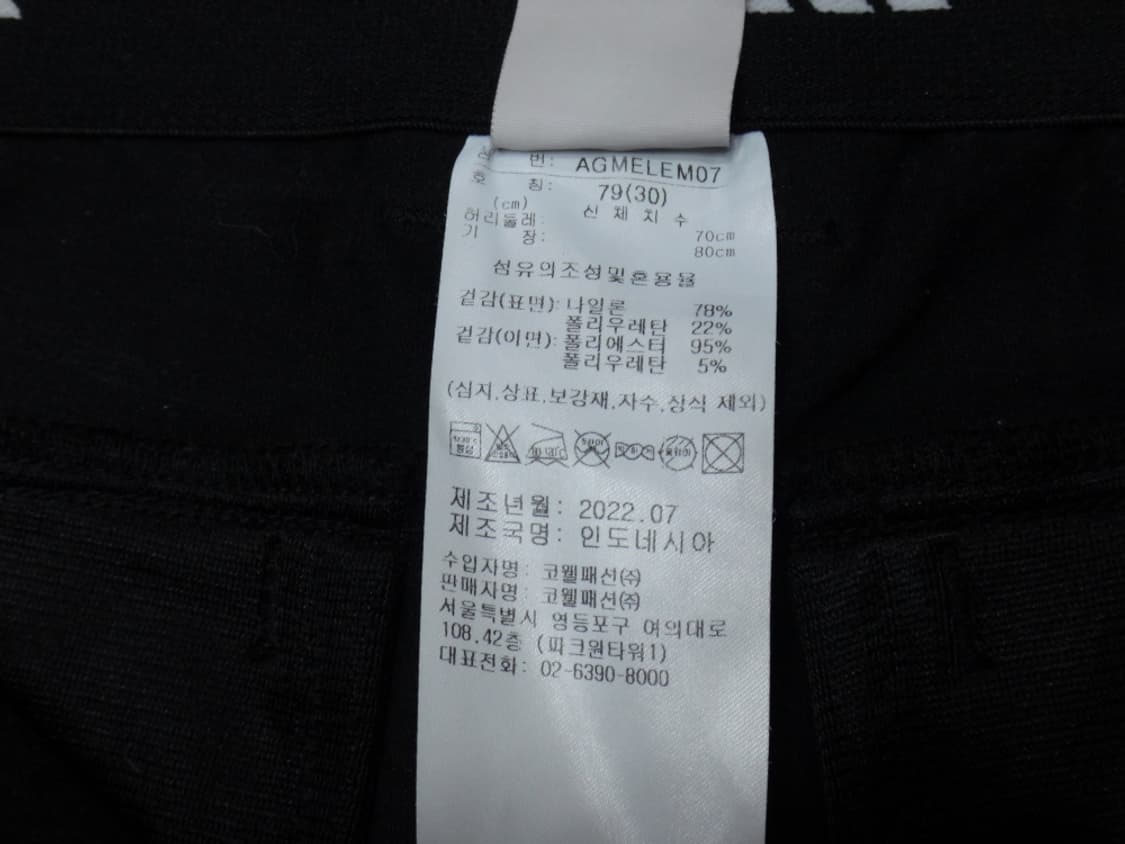 번: AGMELEM07
호 칭: 79(30)
(cm) 신 체 치 수
허리둘레: 70cm
기 장: 80cm
섬유의조성및혼용율
겉감(표면): 나일론 78%
폴리우레탄 22%
겉감(이면): 폴리에스터 95%
폴리우레탄 5%
(심지,상표,보강재,자수,장식 제외)
제조년월: 2022.07
제조국명: 인도네시아
수입자명: 코웰패션㈜
판매자명: 코웰패션㈜
서울특별시 영등포구 여의대로
108.42층 (파크원타워1)
대표전화: 02-6390-8000